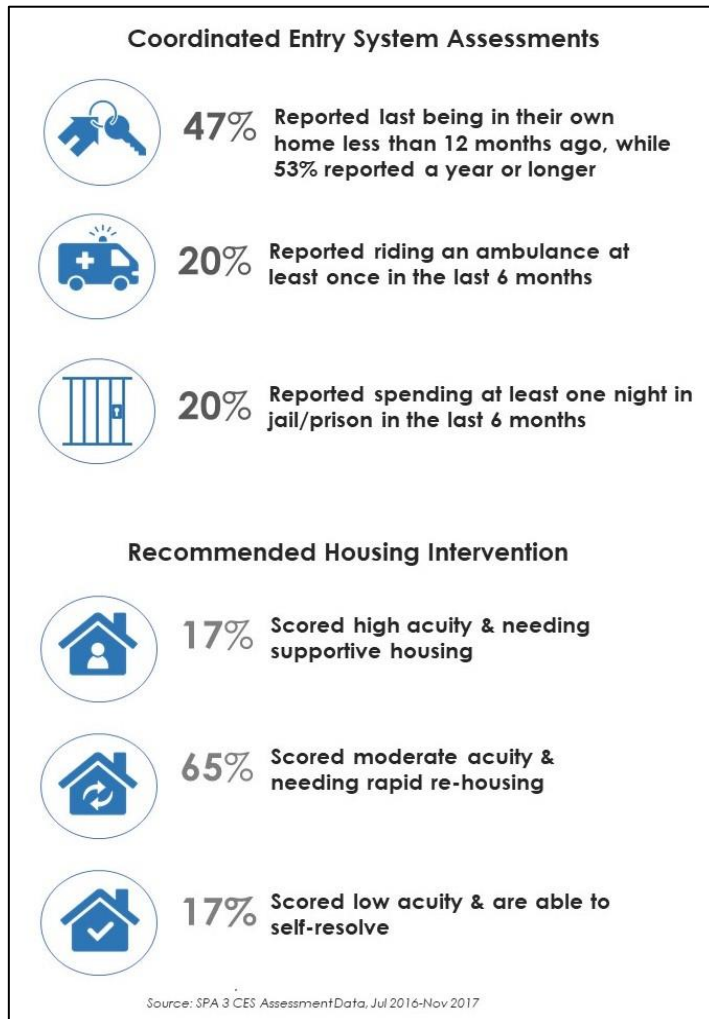 Coordinated Entry System Assessments
47% Reported last being in their own
home less than 12 months ago, while
53% reported a year or longer
20% Reported riding an ambulance at
least once in the last 6 months
20% Reported spending at least one night in
jail/prison in the last 6 months
Recommended Housing Intervention
17% Scored high acuity & needing
supportive housing
65% Scored moderate acuity &
needing rapid re-housing
17% Scored low acuity & are able to
self-resolve
Source: SPA 3 CES Assessment Data, Jul 2016-Nov 2017